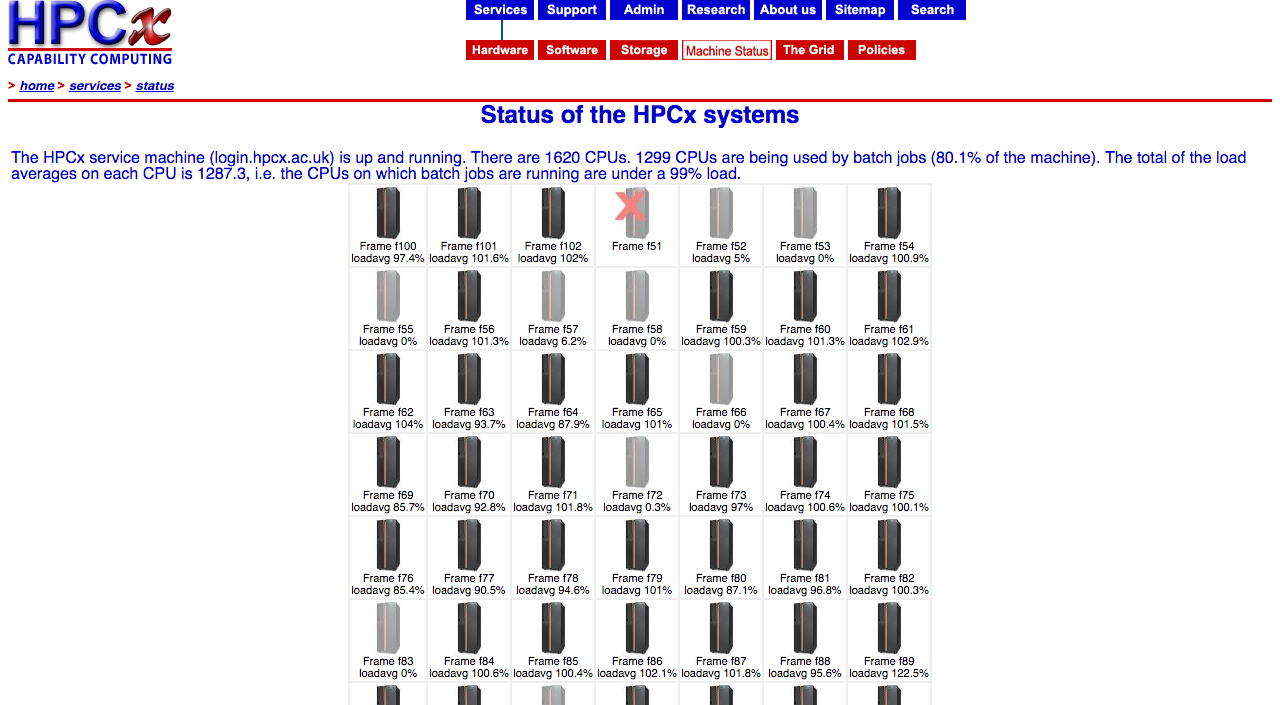 HPCx
CAPABILITY COMPUTING
Services Support Admin Research About us Sitemap Search
Hardware Software Storage Machine Status The Grid Policies
> home > services > status
Status of the HPCx systems
The HPCx service machine (login.hpcx.ac.uk) is up and running. There are 1620 CPUs. 1299 CPUs are being used by batch jobs (80.1% of the machine). The total of the load
averages on each CPU is 1287.3, i.e. the CPUs on which batch jobs are running are under a 99% load.
X
Frame f100 Frame f101 Frame f102 Frame f51 Frame f52 Frame f53 Frame f54
loadavg 97.4% loadavg 101.6% loadavg 102% loadavg 5% loadavg 0% loadavg 100.9%
Frame f55 Frame f56 Frame f57 Frame f58 Frame f59 Frame f60 Frame f61
loadavg 0% loadavg 101.3% loadavg 6.2% loadavg 0% loadavg 100.3% loadavg 101.3% loadavg 102.9%
Frame f62 Frame f63 Frame f64 Frame f65 Frame f66 Frame f67 Frame f68
loadavg 104% loadavg 93.7% loadavg 87.9% loadavg 101% loadavg 0% loadavg 100.4% loadavg 101.5%
Frame f69 Frame f70 Frame f71 Frame f72 Frame f73 Frame f74 Frame f75
loadavg 85.7% loadavg 92.8% loadavg 101.8% loadavg 0.3% loadavg 97% loadavg 100.6% loadavg 100.1%
Frame f76 Frame f77 Frame f78 Frame f79 Frame f80 Frame f81 Frame f82
loadavg 85.4% loadavg 90.5% loadavg 94.6% loadavg 101% loadavg 87.1% loadavg 96.8% loadavg 100.3%
Frame f83 Frame f84 Frame f85 Frame f86 Frame f87 Frame f88 Frame f89
loadavg 0% loadavg 100.6% loadavg 100.4% loadavg 102.1% loadavg 101.8% loadavg 95.6% loadavg 122.5%